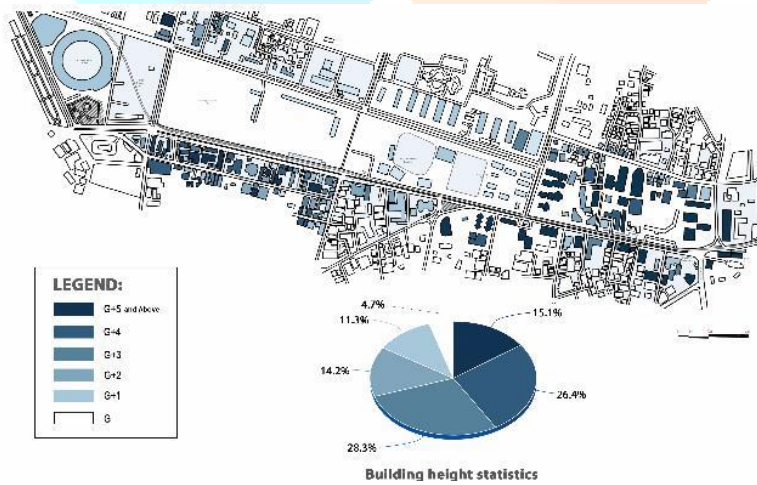 LEGEND:
G+5 and Above
G+4
G+3
G+2
G+1
G
4.7%
15.1%
11.3%
14.2%
26.4%
28.3%
Building height statistics